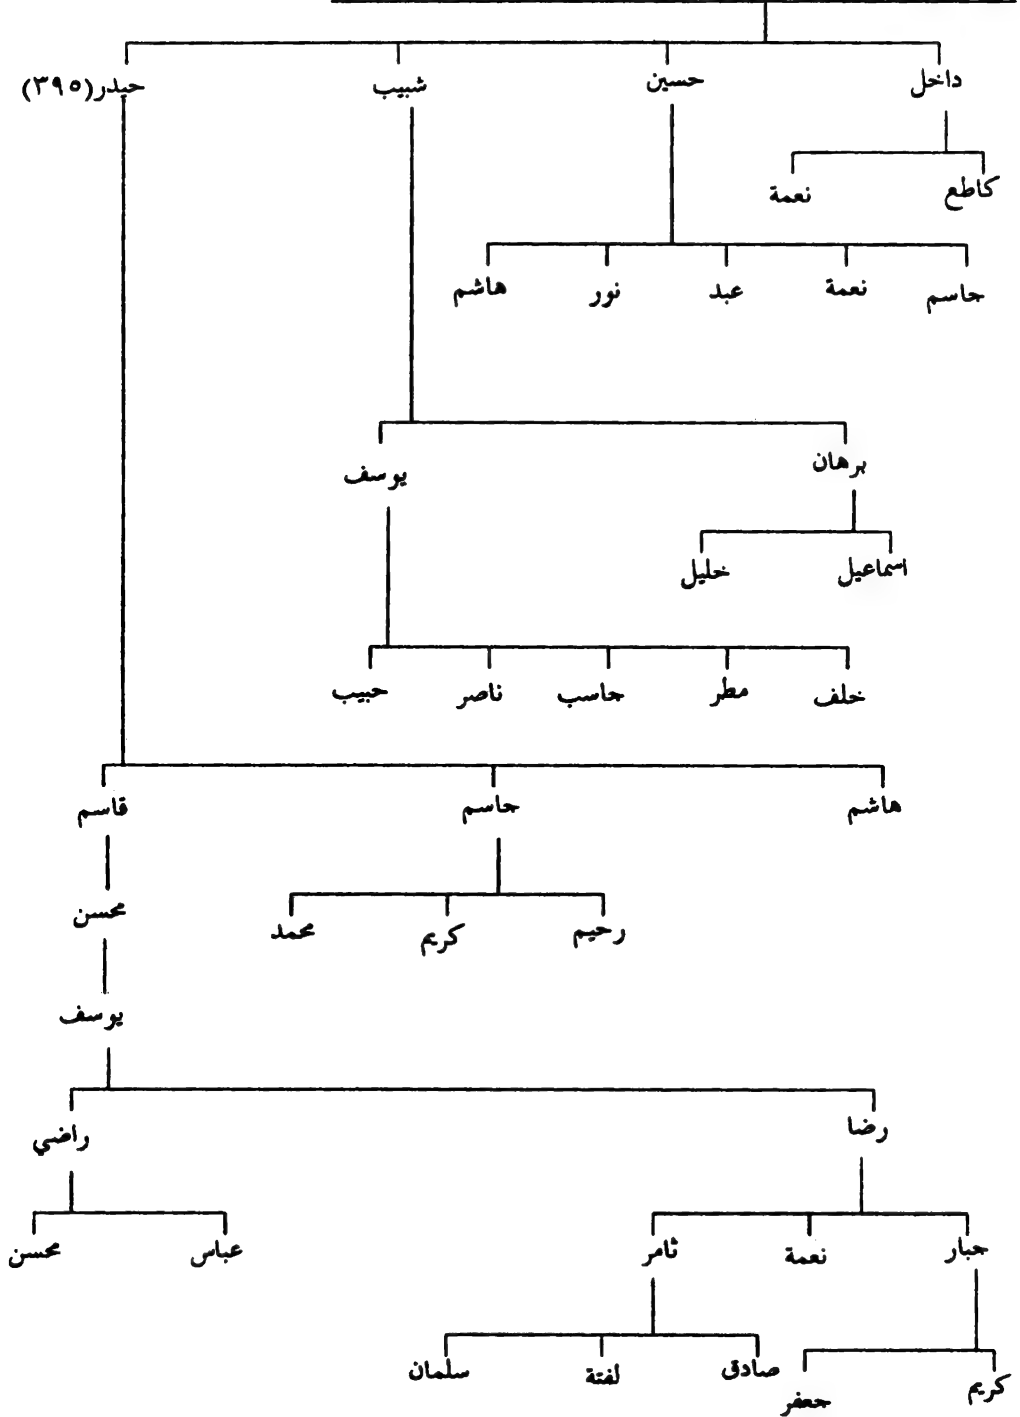 داخل حسين شبيب حيدر(٣٩٥)
كاطع نعمة
جاسم نعمة عبد نور هاشم
برهان يوسف
اسماعيل خليل
خلف مطر حاسب ناصر حبيب
هاشم جاسم قاسم
محسن
رحيم كريم محمد
يوسف
رضا راضي
جبار نعمة ثامر عباس محسن
كريم جعفر صادق لفتة سلمان